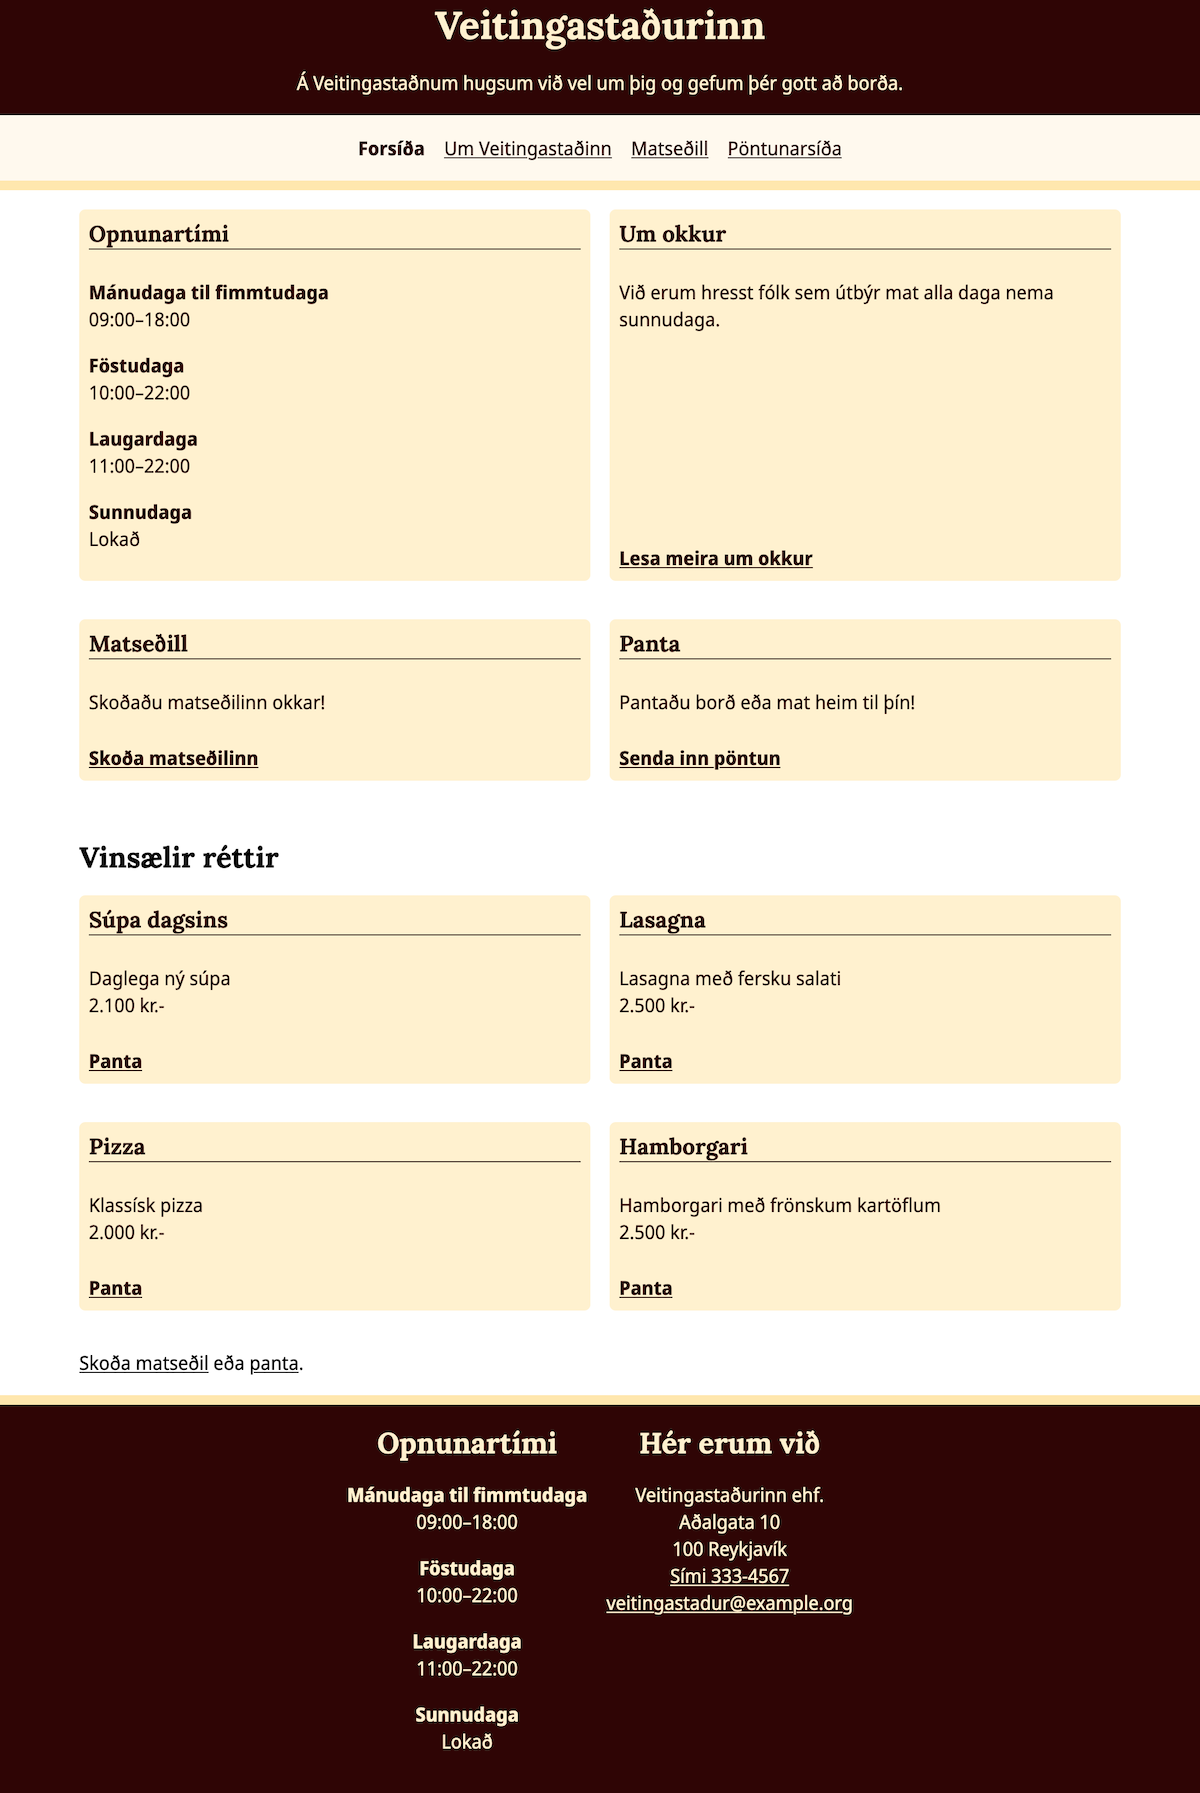 Veitingastaðurinn
Á Veitingastaðnum hugsum við vel um þig og gefum þér gott að borða.
Forsíða Um Veitingastaðinn Matseðill Pöntunarsíða
Opnunartími
Mánudaga til fimmtudaga
09:00–18:00
Föstudaga
10:00–22:00
Laugardaga
11:00–22:00
Sunnudaga
Lokað
Um okkur
Við erum hresst fólk sem útbýr mat alla daga nema
sunnudaga.
Lesa meira um okkur
Matseðill
Skoðaðu matseðilinn okkar!
Skoða matseðilinn
Panta
Pantaðu borð eða mat heim til þín!
Senda inn pöntun
Vinsælir réttir
Súpa dagsins
Daglega ný súpa
2.100 kr.-
Panta
Lasagna
Lasagna með fersku salati
2.500 kr.-
Panta
Pizza
Klassísk pizza
2.000 kr.-
Panta
Hamborgari
Hamborgari með frönskum kartöflum
2.500 kr.-
Panta
Skoða matseðil eða panta.
Opnunartími
Mánudaga til fimmtudaga
09:00–18:00
Föstudaga
10:00–22:00
Laugardaga
11:00–22:00
Sunnudaga
Lokað
Hér erum við
Veitingastaðurinn ehf.
Aðalgata 10
100 Reykjavík
Sími 333-4567
veitingastadur@example.org